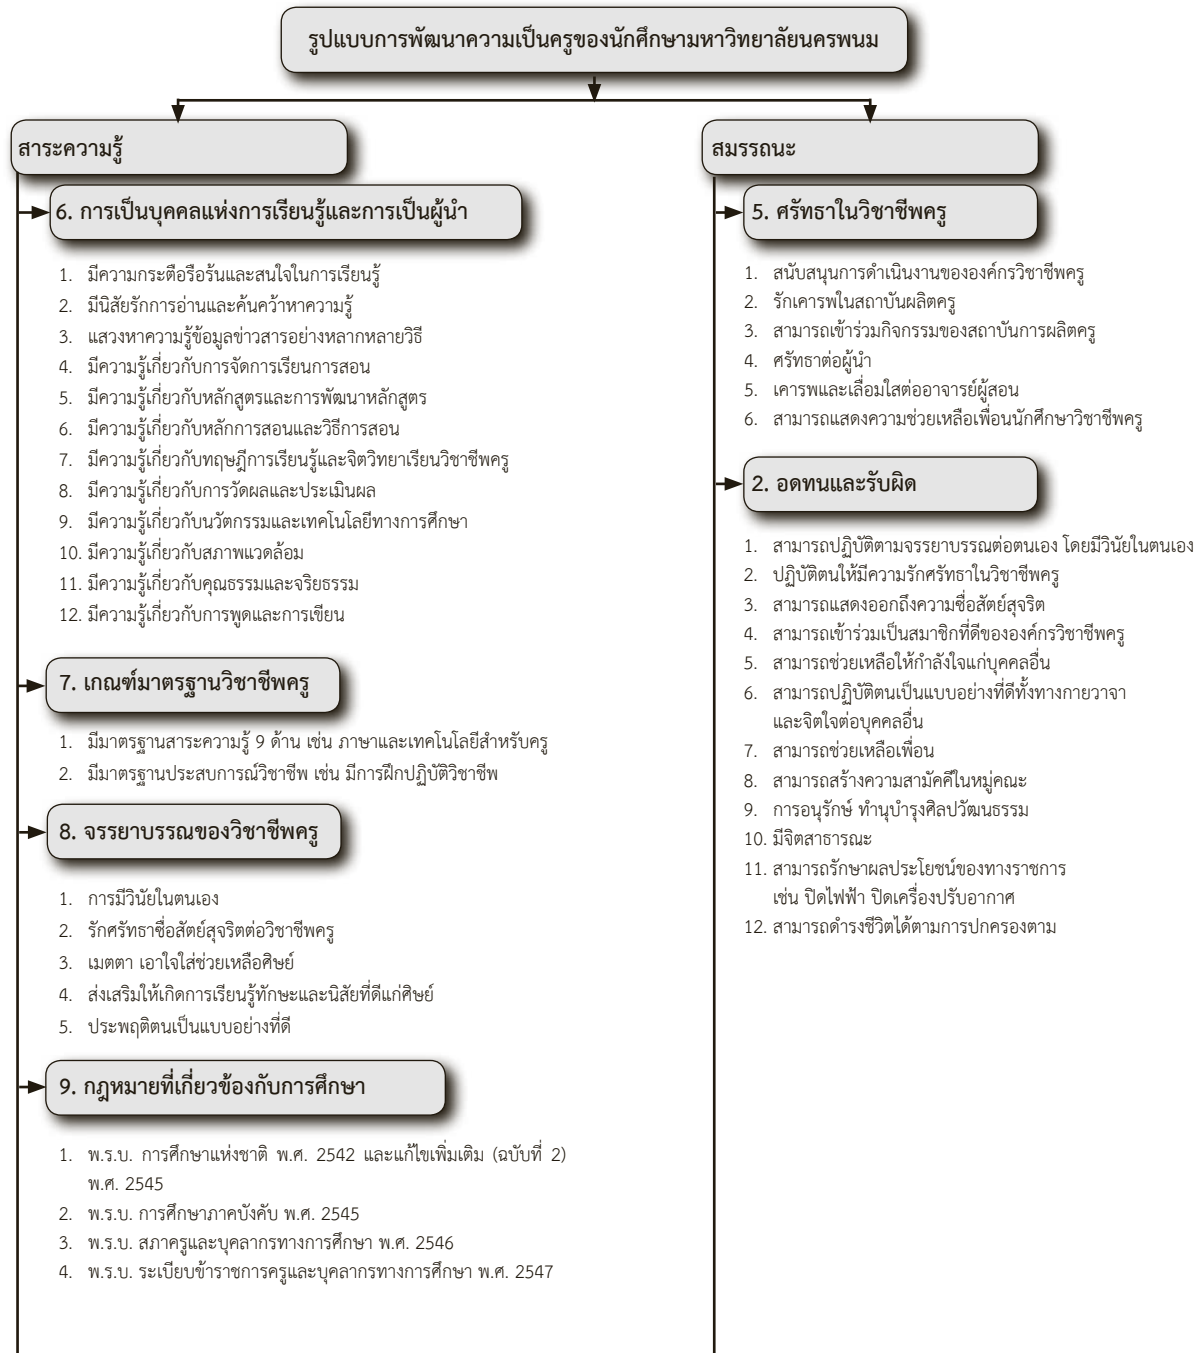 รูปแบบการพัฒนาความเป็นครูของนักศึกษามหาวิทยาลัยนครพนม
สาระความรู้
6. การเป็นบุคคลแห่งการเรียนรู้และการเป็นผู้นำ
1. มีความกระตือรือร้นและสนใจในการเรียนรู้
2. มีนิสัยรักการอ่านและค้นคว้าหาความรู้
3. แสวงหาความรู้ข้อมูลข่าวสารอย่างหลากหลายวิธี
4. มีความรู้เกี่ยวกับการจัดการเรียนการสอน
5. มีความรู้เกี่ยวกับหลักสูตรและการพัฒนาหลักสูตร
6. มีความรู้เกี่ยวกับหลักการสอนและวิธีการสอน
7. มีความรู้เกี่ยวกับทฤษฎีการเรียนรู้และจิตวิทยาเรียนวิชาชีพครู
8. มีความรู้เกี่ยวกับการวัดผลและประเมินผล
9. มีความรู้เกี่ยวกับนวัตกรรมและเทคโนโลยีทางการศึกษา
10. มีความรู้เกี่ยวกับสภาพแวดล้อม
11. มีความรู้เกี่ยวกับคุณธรรมและจริยธรรม
12. มีความรู้เกี่ยวกับการพูดและการเขียน
7. เกณฑ์มาตรฐานวิชาชีพครู
1. มีมาตรฐานสาระความรู้ 9 ด้าน เช่น ภาษาและเทคโนโลยีสำหรับครู
2. มีมาตรฐานประสบการณ์วิชาชีพ เช่น มีการฝึกปฏิบัติวิชาชีพ
8. จรรยาบรรณของวิชาชีพครู
1. การมีวินัยในตนเอง
2. รักศรัทธาซื่อสัตย์สุจริตต่อวิชาชีพครู
3. เมตตา เอาใจใส่ช่วยเหลือศิษย์
4. ส่งเสริมให้เกิดการเรียนรู้ทักษะและนิสัยที่ดีแก่ศิษย์
5. ประพฤติตนเป็นแบบอย่างที่ดี
9. กฎหมายที่เกี่ยวข้องกับการศึกษา
1. พ.ร.บ. การศึกษาแห่งชาติ พ.ศ. 2542 และแก้ไขเพิ่มเติม (ฉบับที่ 2)
พ.ศ. 2545
2. พ.ร.บ. การศึกษาภาคบังคับ พ.ศ. 2545
3. พ.ร.บ. สภาครูและบุคลากรทางการศึกษา พ.ศ. 2546
4. พ.ร.บ. ระเบียบข้าราชการครูและบุคลากรทางการศึกษา พ.ศ. 2547
สมรรถนะ
5. ศรัทธาในวิชาชีพครู
1. สนับสนุนการดำเนินงานขององค์กรวิชาชีพครู
2. รักเคารพในสถาบันผลิตครู
3. สามารถเข้าร่วมกิจกรรมของสถาบันการผลิตครู
4. ศรัทธาต่อผู้นำ
5. เคารพและเลื่อมใสต่ออาจารย์ผู้สอน
6. สามารถแสดงความช่วยเหลือเพื่อนนักศึกษาวิชาชีพครู
2. อดทนและรับผิด
1. สามารถปฏิบัติตามจรรยาบรรณต่อตนเอง โดยมีวินัยในตนเอง
2. ปฏิบัติตนให้มีความรักศรัทธาในวิชาชีพครู
3. สามารถแสดงออกถึงความซื่อสัตย์สุจริต
4. สามารถเข้าร่วมเป็นสมาชิกที่ดีขององค์กรวิชาชีพครู
5. สามารถช่วยเหลือให้กำลังใจแก่บุคคลอื่น
6. สามารถปฏิบัติตนเป็นแบบอย่างที่ดีทั้งทางกายวาจา
และจิตใจต่อบุคคลอื่น
7. สามารถช่วยเหลือเพื่อน
8. สามารถสร้างความสามัคคีในหมู่คณะ
9. การอนุรักษ์ ทำนุบำรุงศิลปวัฒนธรรม
10. มีจิตสาธารณะ
11. สามารถรักษาผลประโยชน์ของทางราชการ
เช่น ปิดไฟฟ้า ปิดเครื่องปรับอากาศ
12. สามารถดำรงชีวิตได้ตามการปกครองตาม